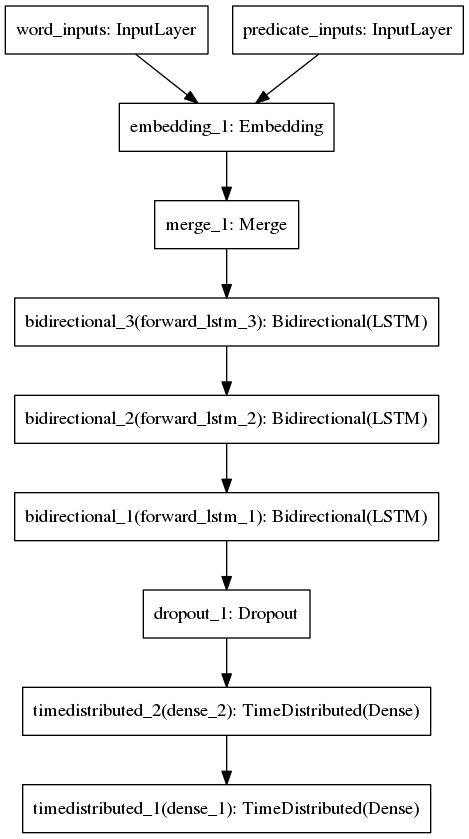 word_inputs: InputLayer
predicate_inputs: InputLayer
embedding_1: Embedding
merge_1: Merge
bidirectional_3(forward_lstm_3): Bidirectional(LSTM)
bidirectional_2(forward_lstm_2): Bidirectional(LSTM)
bidirectional_1(forward_lstm_1): Bidirectional(LSTM)
dropout_1: Dropout
timedistributed_2(dense_2): TimeDistributed(Dense)
timedistributed_1(dense_1): TimeDistributed(Dense)